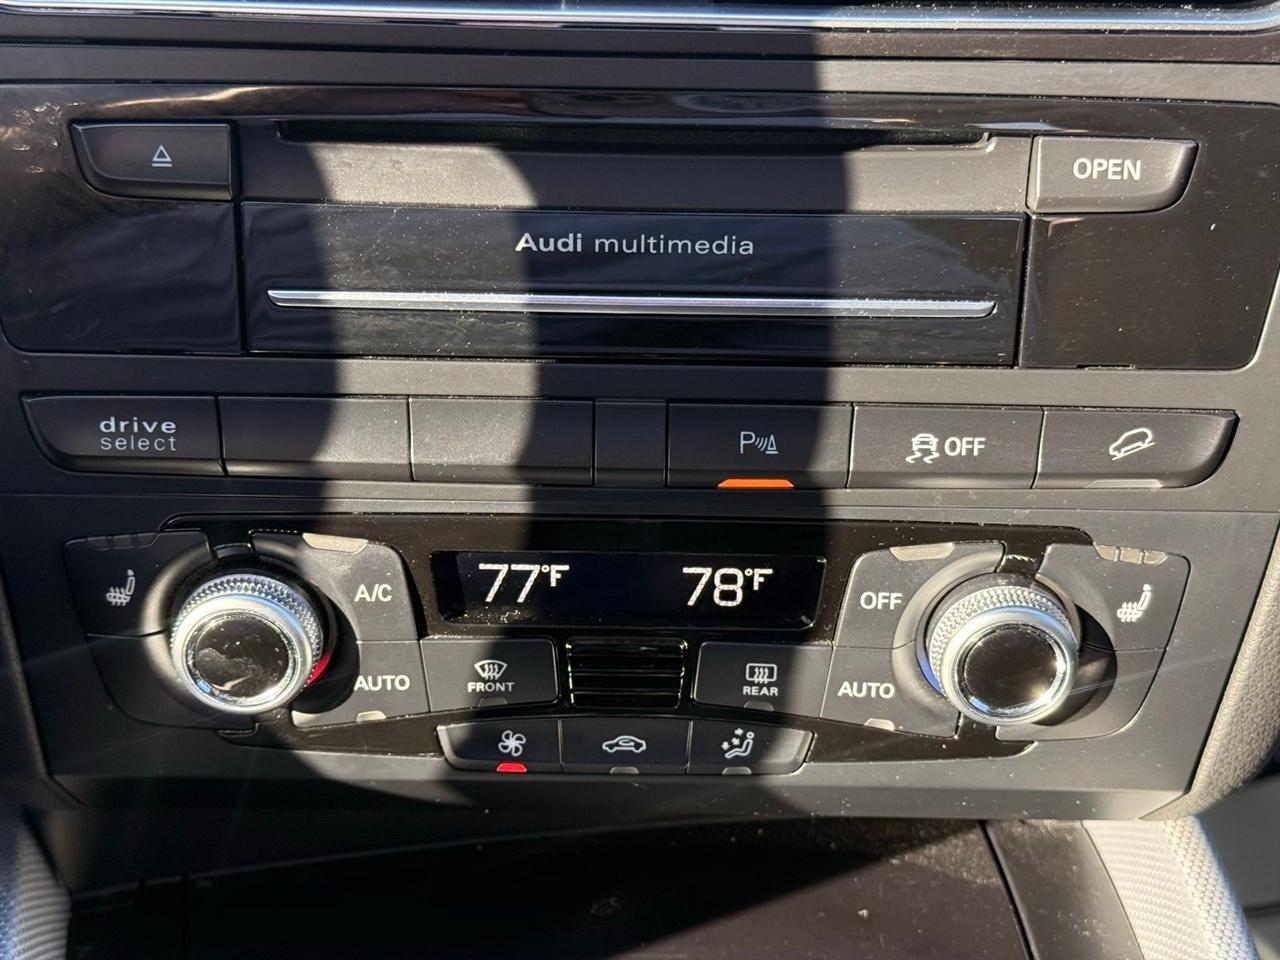 OPEN
Audi multimedia
drive
select
P
OFF
77°F
78°F
A/C
OFF
AUTO
FRONT
REAR
AUTO